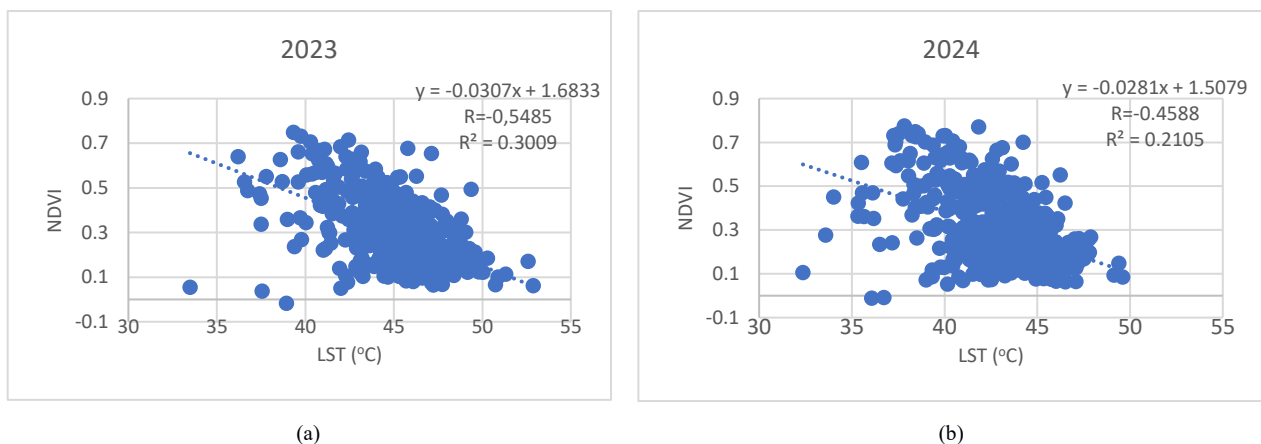 2023
y = -0.0307x + 1.6833
R=-0,5485
R² = 0.3009
0.9
0.7
0.5
0.3
0.1
-0.1
NDVI
30 35 40 45 50 55
LST (ºC)
(a)
2024
y = -0.0281x + 1.5079
R=-0.4588
R² = 0.2105
0.9
0.7
0.5
0.3
0.1
-0.1
NDVI
30 35 40 45 50 55
LST (ºC)
(b)